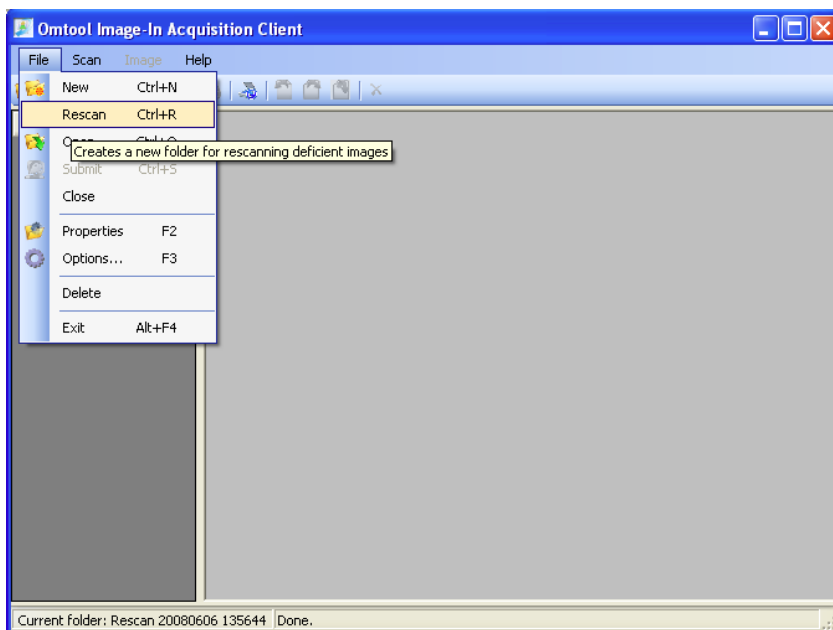 Omtool Image-In Acquisition Client
File Scan Image Help
New Ctrl+N
Rescan Ctrl+R
Creates a new folder for rescanning deficient images
Submit Ctrl+S
Close
Properties F2
Options... F3
Delete
Exit Alt+F4
Current folder: Rescan 20080606 135644 Done.